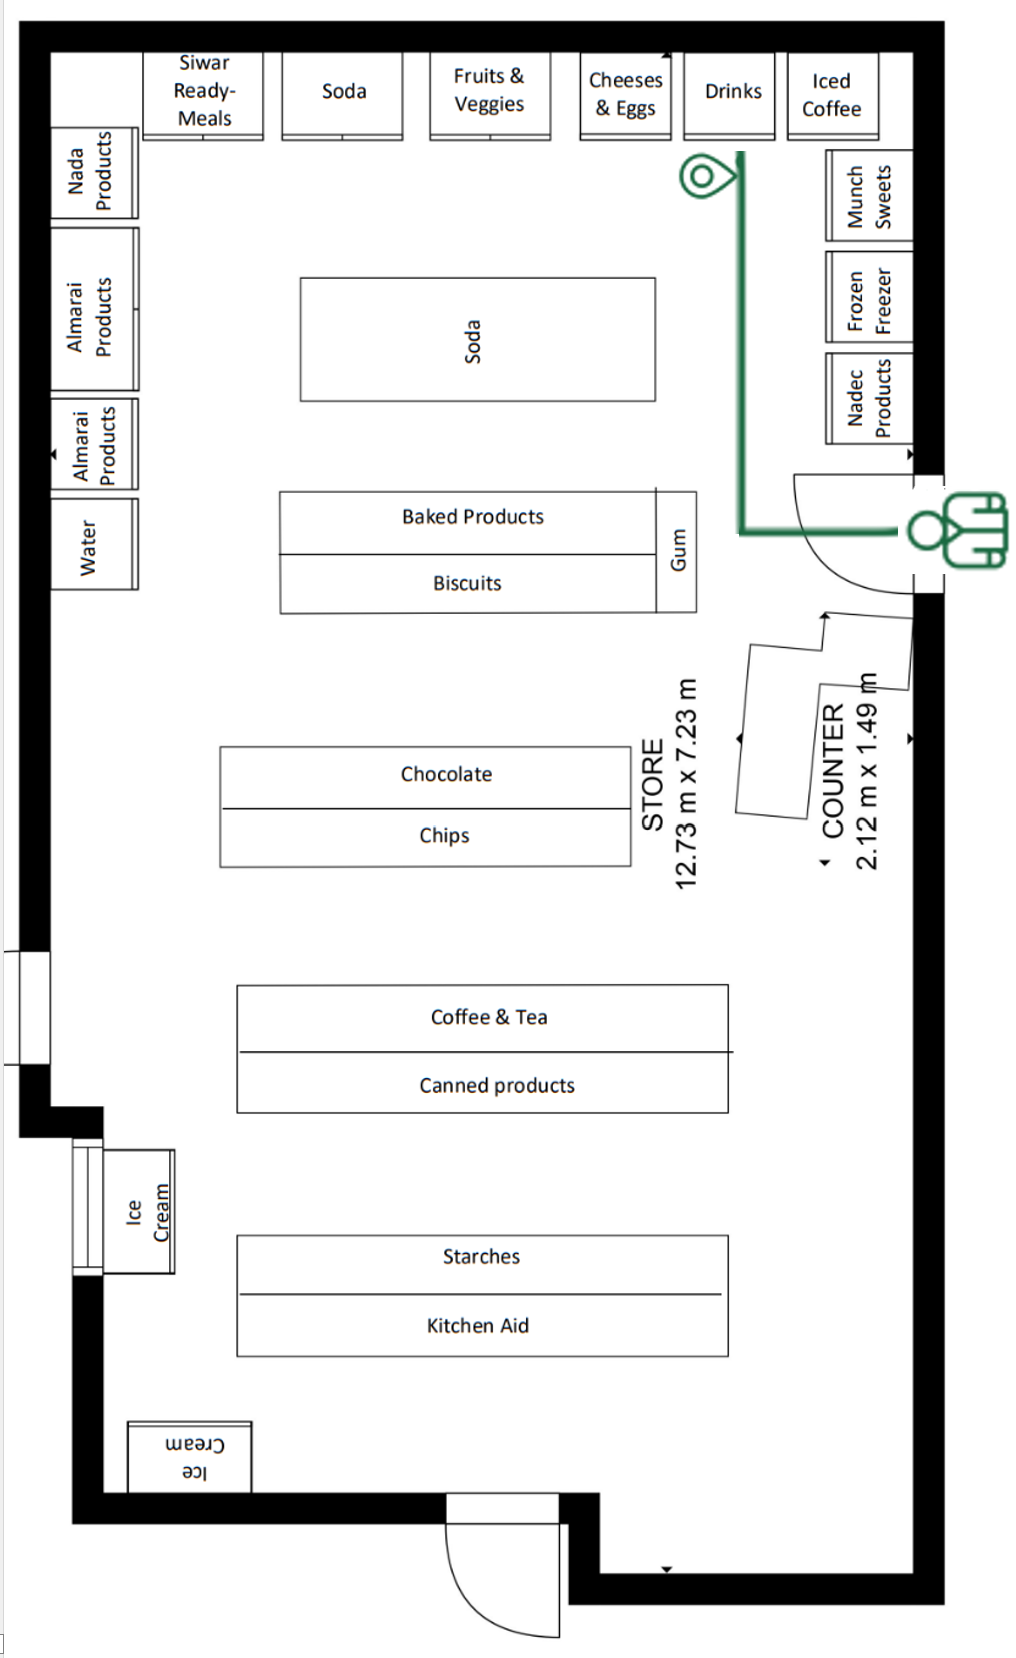 Siwar
Ready-
Meals
Soda
Fruits &
Veggies
Cheeses
& Eggs
Drinks
Iced
Coffee
Nada
Products
Munch
Sweets
Almarai
Products
Frozen
Freezer
Soda
Nadec
Products
Almarai
Products
Water
Baked Products
Biscuits
Gum
Chocolate
Chips
STORE
12.73 m x 7.23 m
COUNTER
2.12 m x 1.49 m
Coffee & Tea
Canned products
Ice
Cream
Starches
Kitchen Aid
Ice
Cream